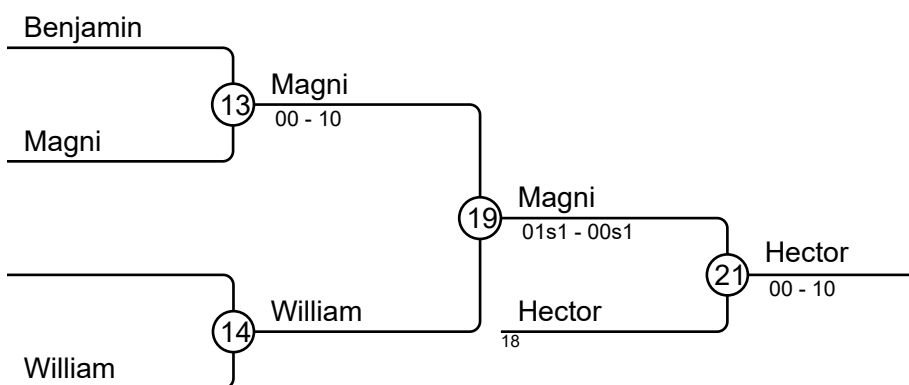 Benjamin
13
Magni
00 - 10
Magni
19
Magni
01s1 - 00s1
21
Hector
00 - 10
14
William
Hector
18
William